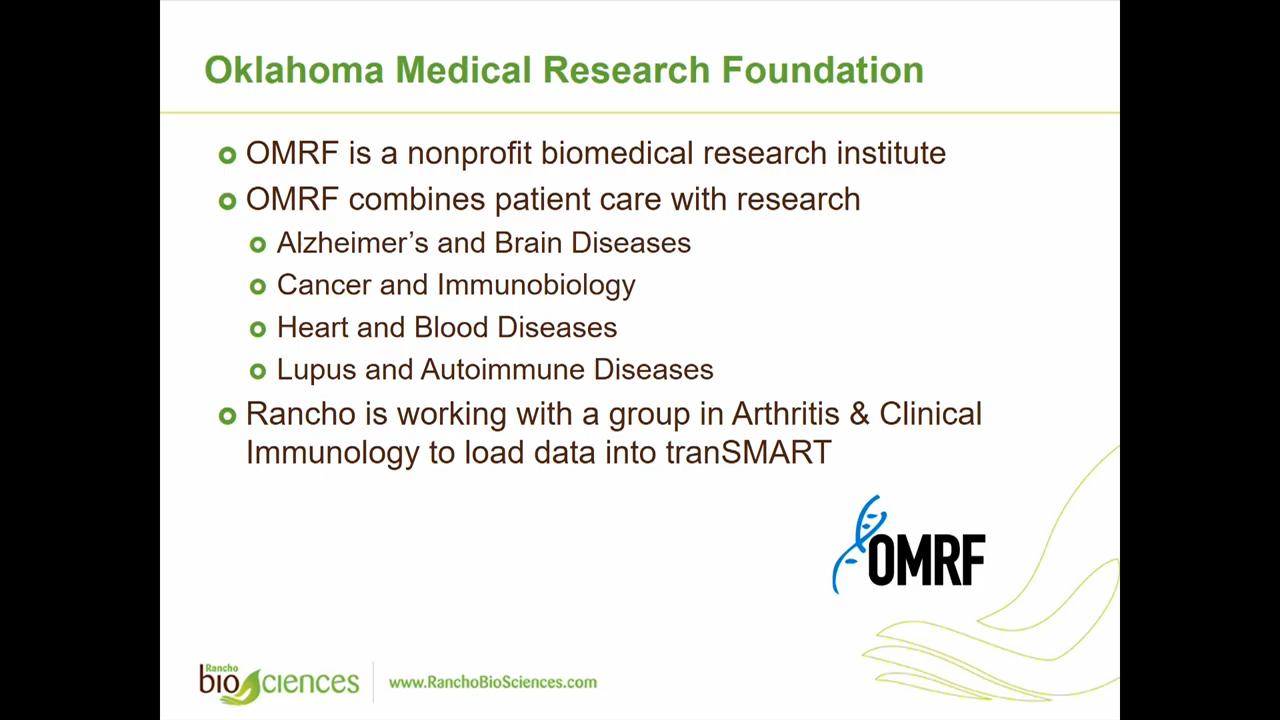 Oklahoma Medical Research Foundation
OMRF is a nonprofit biomedical research institute
OMRF combines patient care with research
Alzheimer’s and Brain Diseases
Cancer and Immunobiology
Heart and Blood Diseases
Lupus and Autoimmune Diseases
Rancho is working with a group in Arthritis & Clinical
Immunology to load data into tranSMART
OMRF
Rancho
bioSciences
www.RanchoBioSciences.com